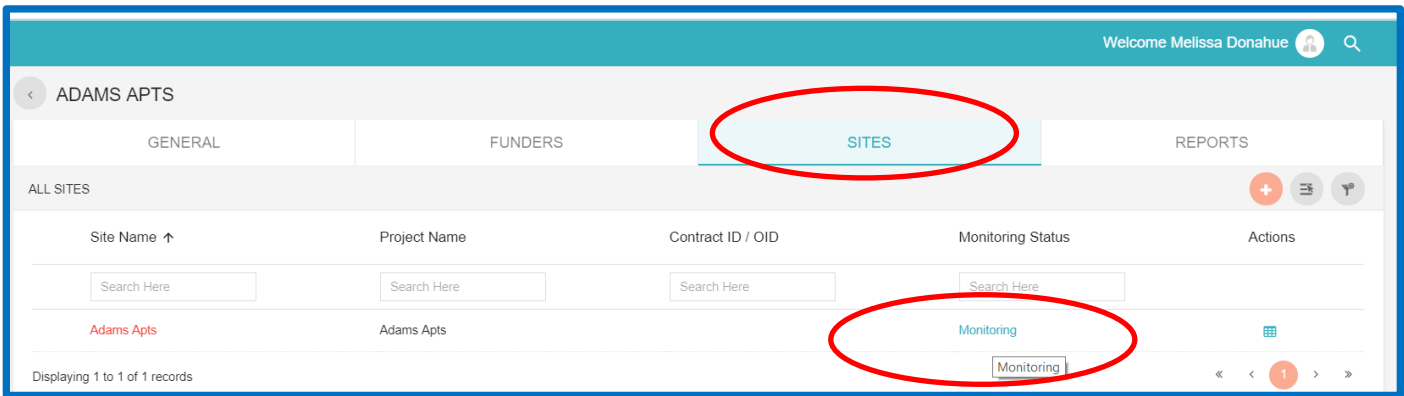 Welcome Melissa Donahue
ADAMS APTS
GENERAL FUNDERS SITES REPORTS
ALL SITES
Site Name ↑ Project Name Contract ID / OID Monitoring Status Actions
Search Here Search Here Search Here Search Here
Adams Apts Adams Apts Monitoring
Monitoring
Displaying 1 to 1 of 1 records « < 1 > »